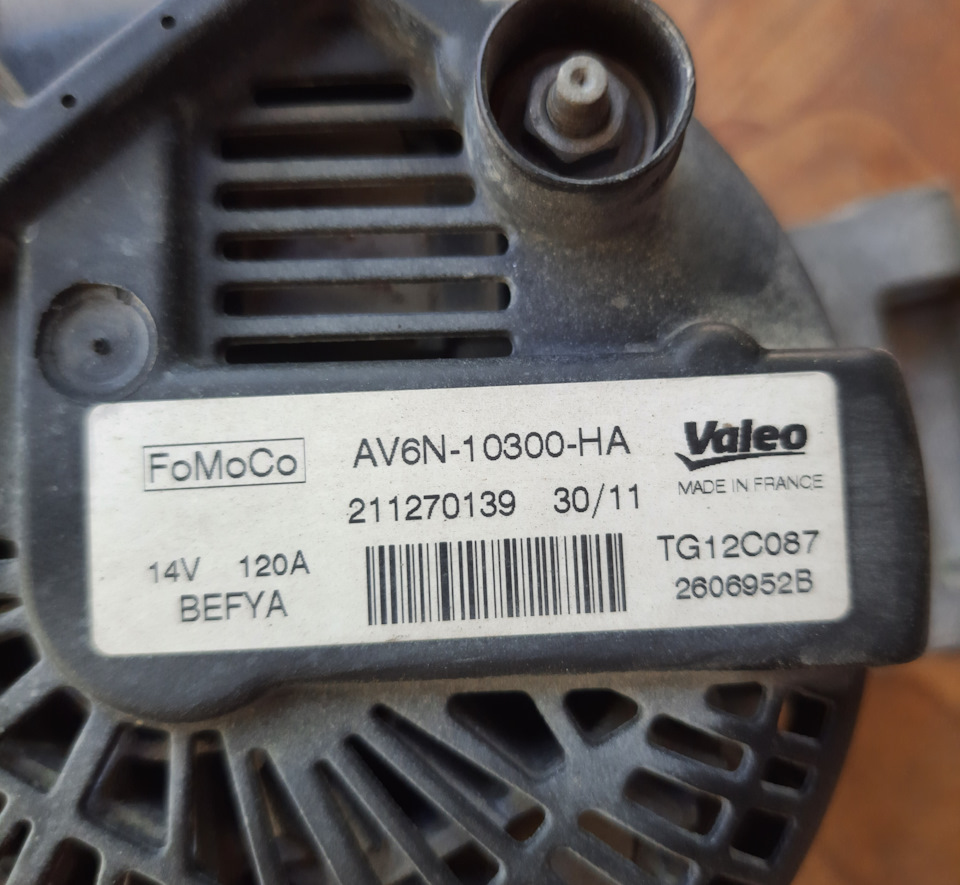 FoMoCo
AV6N-10300-HA
Valeo
MADE IN FRANCE
211270139 30/11
14V 120A
BEFYA
TG12C087
2606952B